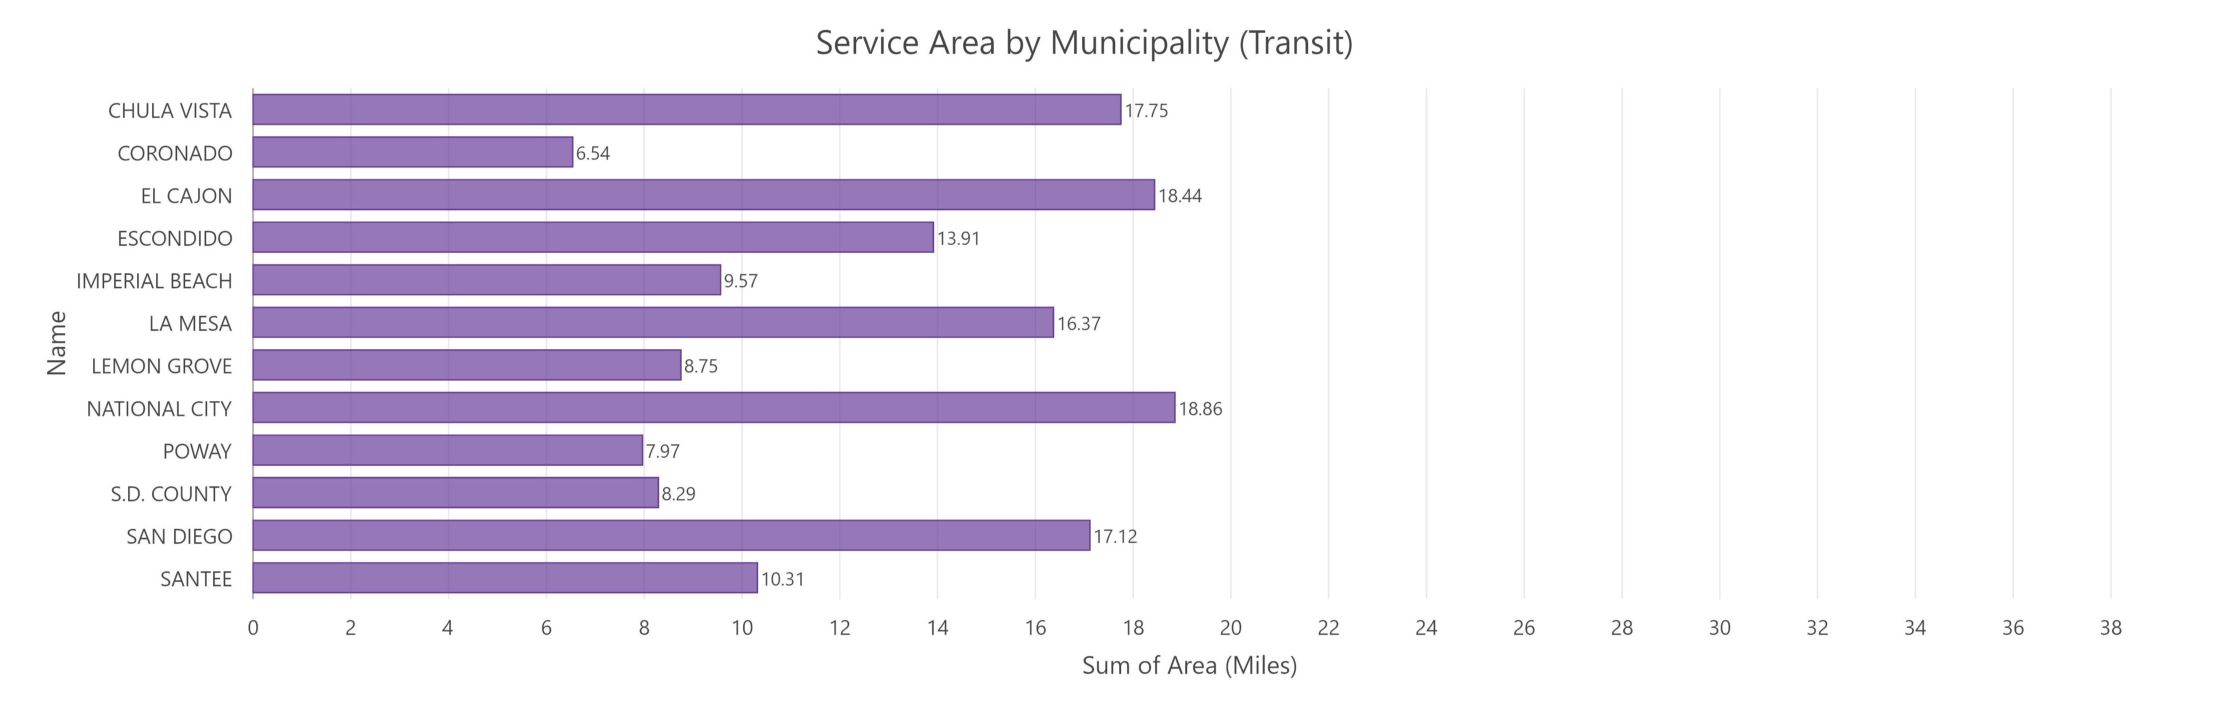 Service Area by Municipality (Transit)
CHULA VISTA 17.75
CORONADO 6.54
EL CAJON 18.44
ESCONDIDO 13.91
IMPERIAL BEACH 9.57
LA MESA 16.37
LEMON GROVE 8.75
NATIONAL CITY 18.86
POWAY 7.97
S.D. COUNTY 8.29
SAN DIEGO 17.12
SANTEE 10.31
Name
0 2 4 6 8 10 12 14 16 18 20 22 24 26 28 30 32 34 36 38
Sum of Area (Miles)